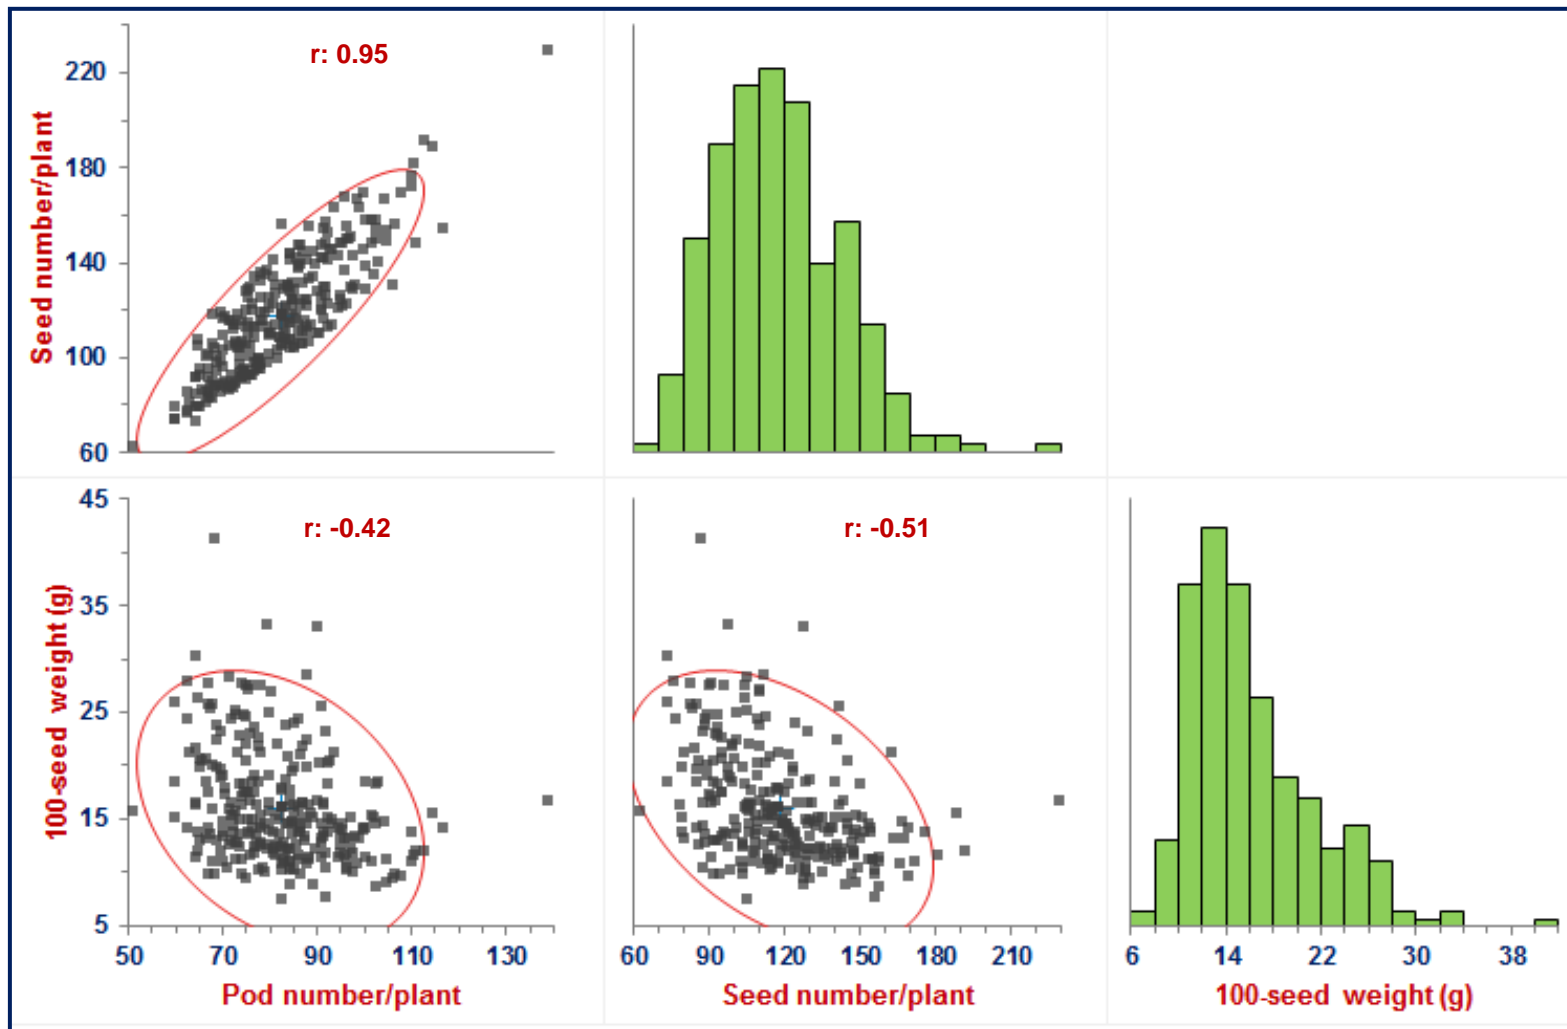 r: 0.95
220
180
140
100
60
Seed number/plant
r: -0.42
r: -0.51
45
35
25
15
5
100-seed weight (g)
50 70 90 110 130
60 90 120 150 180 210
6 14 22 30 38
Pod number/plant
Seed number/plant
100-seed weight (g)